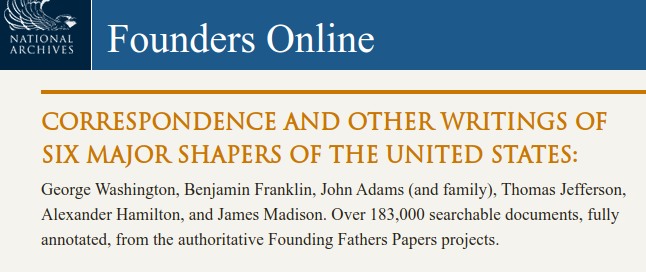 NATIONAL
ARCHIVES
Founders Online
CORRESPONDENCE AND OTHER WRITINGS OF
SIX MAJOR SHAPERS OF THE UNITED STATES:
George Washington, Benjamin Franklin, John Adams (and family), Thomas Jefferson,
Alexander Hamilton, and James Madison. Over 183,000 searchable documents, fully
annotated, from the authoritative Founding Fathers Papers projects.